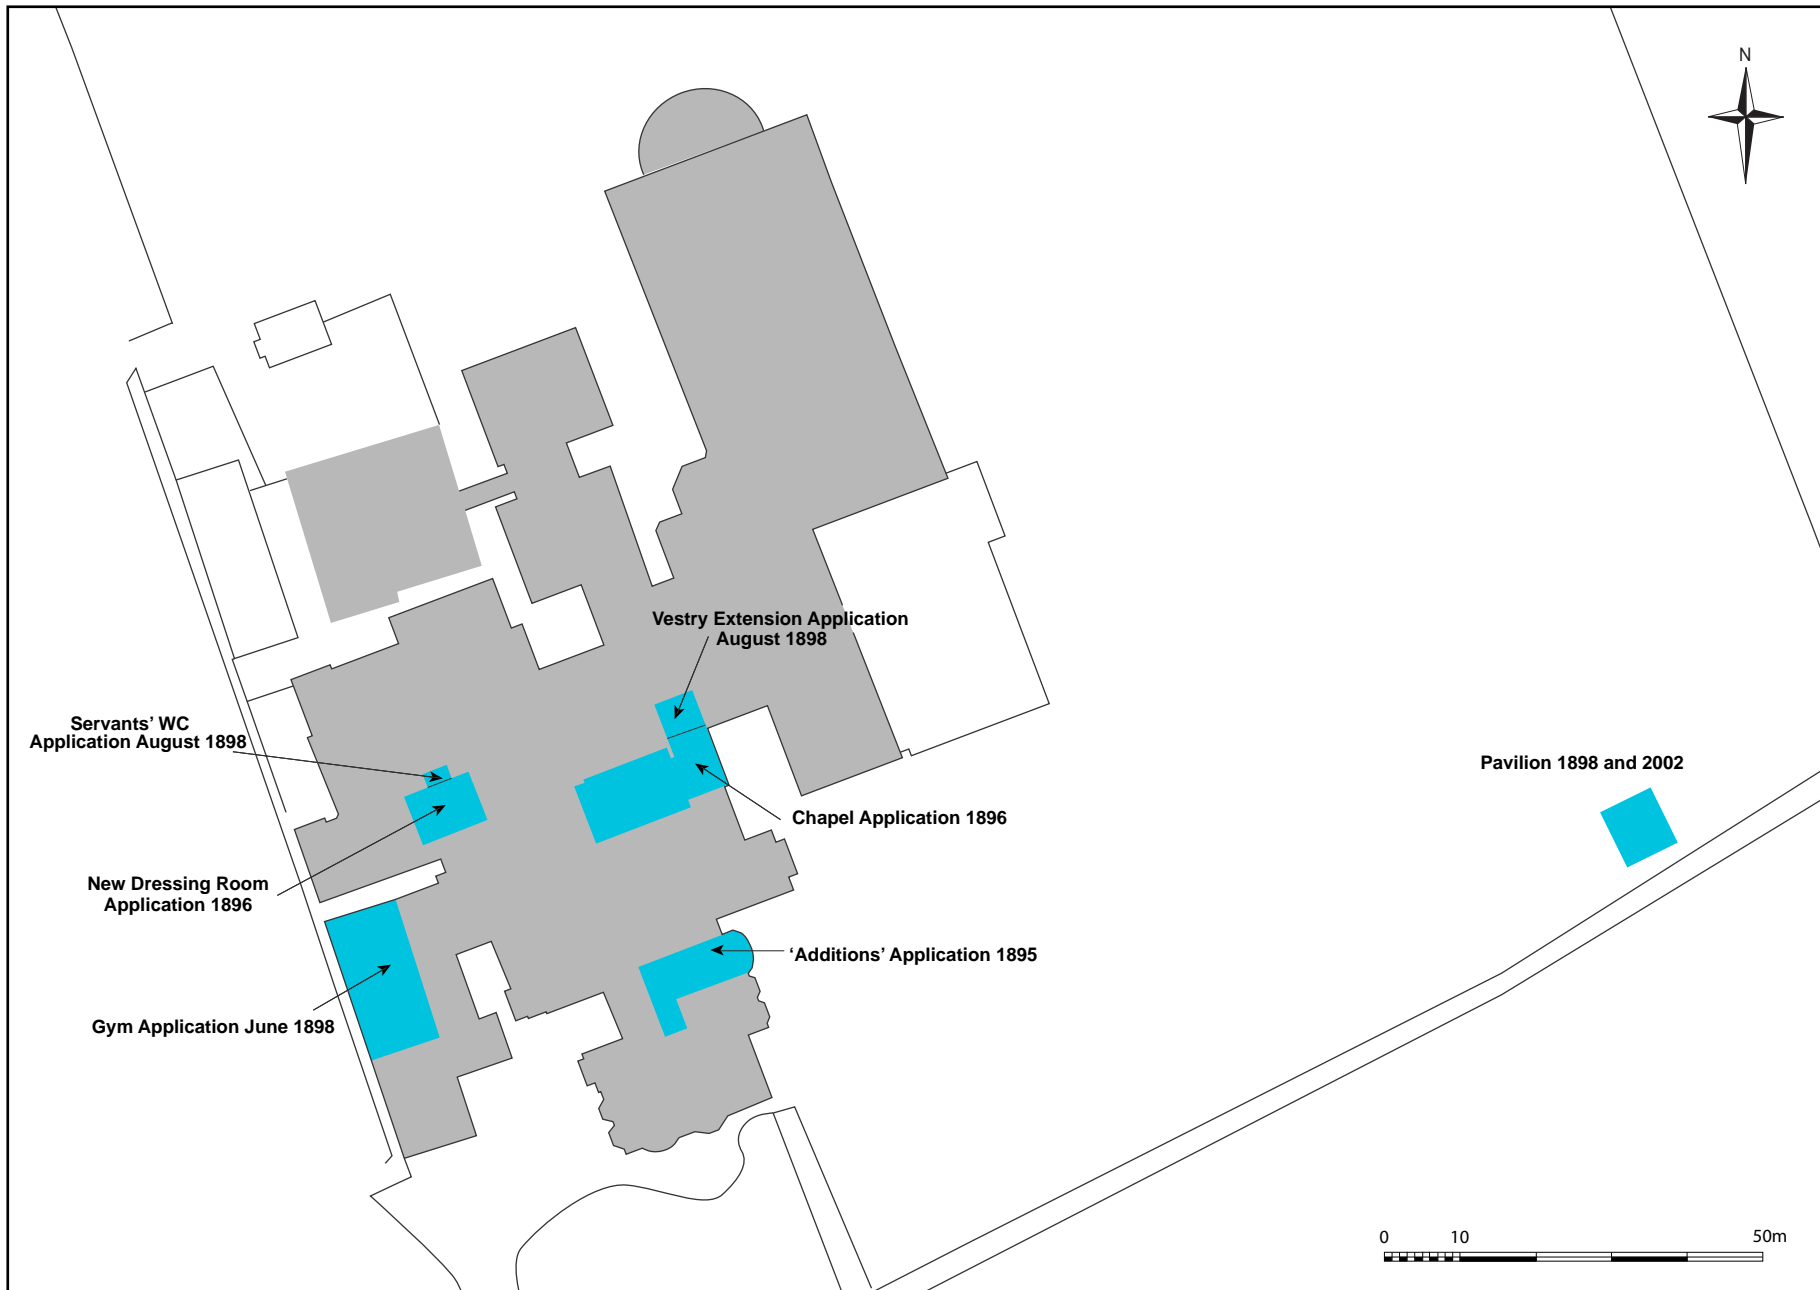 N
Vestry Extension Application
August 1898
Servants’ WC
Application August 1898
Pavilion 1898 and 2002
Chapel Application 1896
New Dressing Room
Application 1896
‘Additions’ Application 1895
Gym Application June 1898
0 10 50m